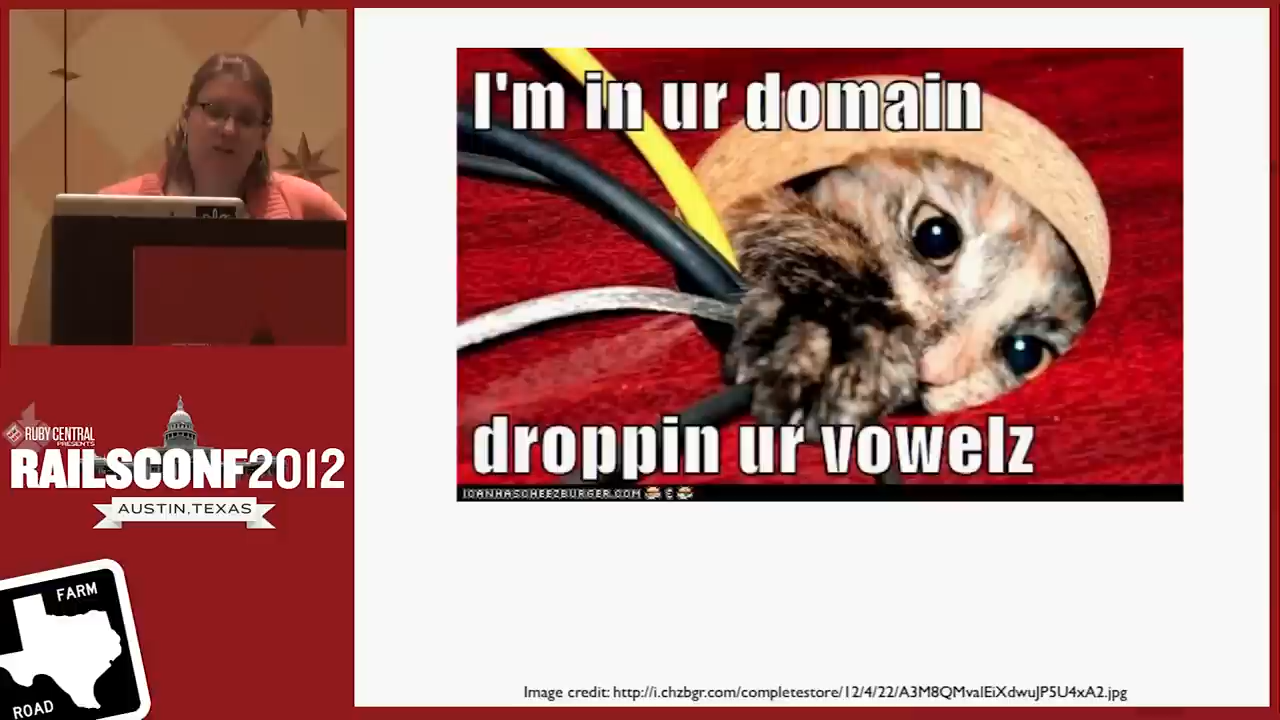 I'm in ur domain
droppin ur vowelz
ICANHASCHEEZBURGER.COM
RUBY CENTRAL
PRESENTS
RAILSCONF2012
AUSTIN, TEXAS
FARM
ROAD
Image credit: http://i.chzbgr.com/completestore/12/4/22/A3M8QMvalEiXdwuJP5U4xA2.jpg